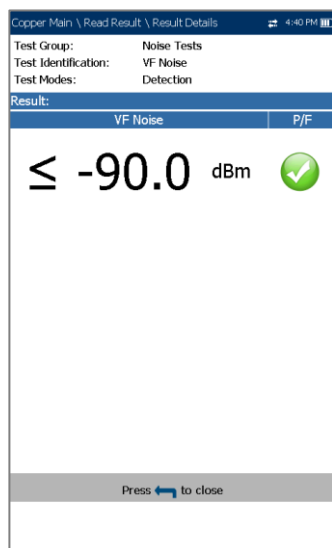 Copper Main \ Read Result \ Result Details 4:40 PM
Test Group: Noise Tests
Test Identification: VF Noise
Test Modes: Detection
Result:
VF Noise P/F
≤ -90.0 dBm
Press to close